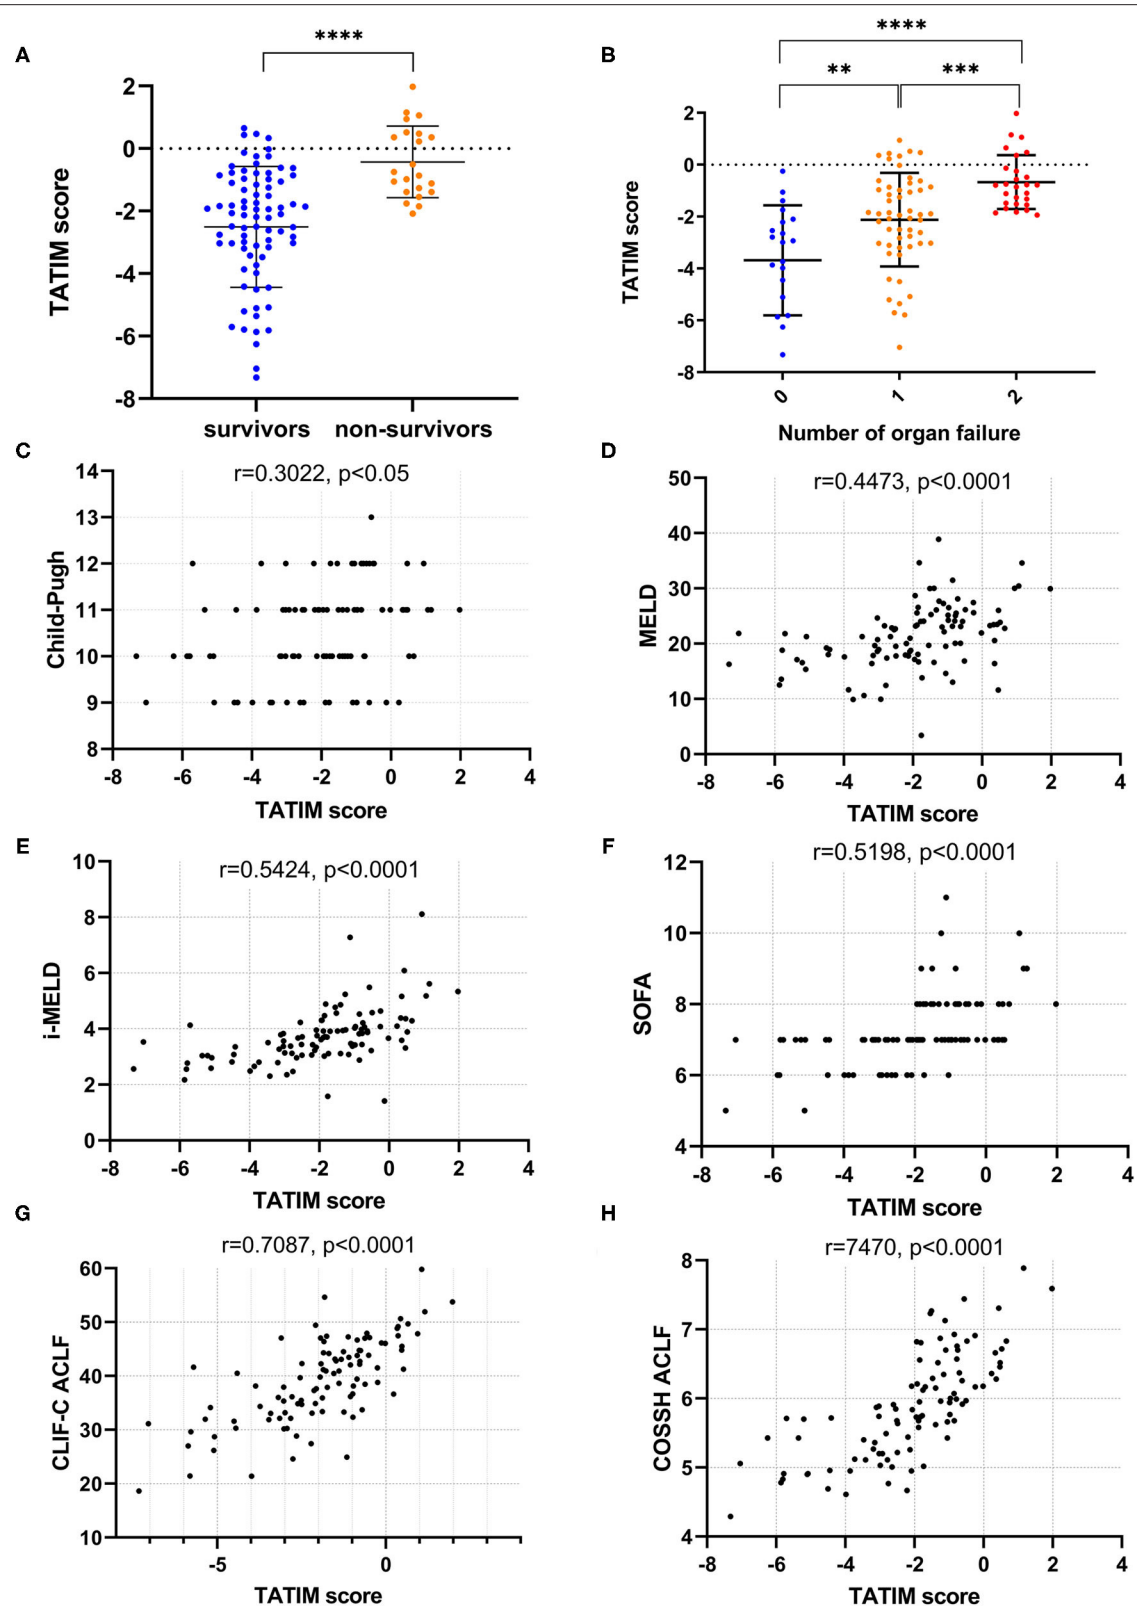 A
****
2
0
-2
-4
-6
-8
TATIM score
survivors non-survivors
B
****
** ***
2
0
-2
-4
-6
-8
TATIM score
0 1 2
Number of organ failure
C
r=0.3022, p<0.05
14
13
12
11
10
9
8
Child-Pugh
-8 -6 -4 -2 0 2 4
TATIM score
D
r=0.4473, p<0.0001
50
40
30
20
10
0
MELD
-8 -6 -4 -2 0 2 4
TATIM score
E
r=0.5424, p<0.0001
10
8
6
4
2
0
i-MELD
-8 -6 -4 -2 0 2 4
TATIM score
F
r=0.5198, p<0.0001
12
10
8
6
4
SOFA
-8 -6 -4 -2 0 2 4
TATIM score
G
r=0.7087, p<0.0001
60
50
40
30
20
10
CLIF-C ACLF
-5 0
TATIM score
H
r=7470, p<0.0001
8
7
6
5
4
COSSH ACLF
-8 -6 -4 -2 0 2 4
TATIM score